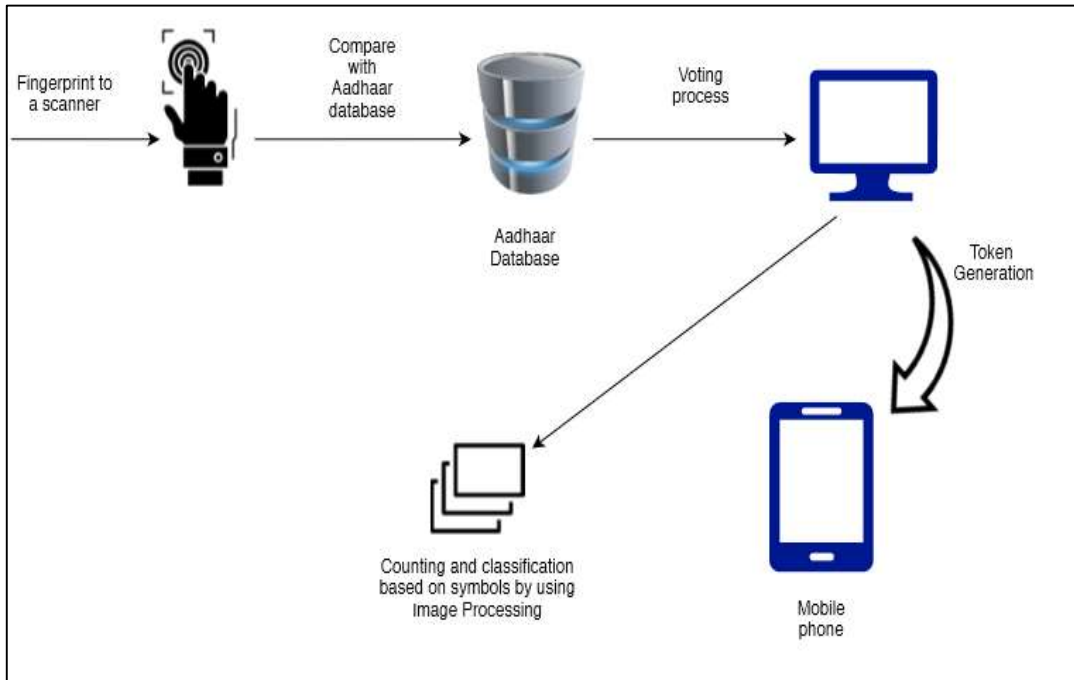 Fingerprint to
a scanner
Compare
with
Aadhaar
database
Voting
process
Aadhaar
Database
Token
Generation
Counting and classification
based on symbols by using
Image Processing
Mobile
phone